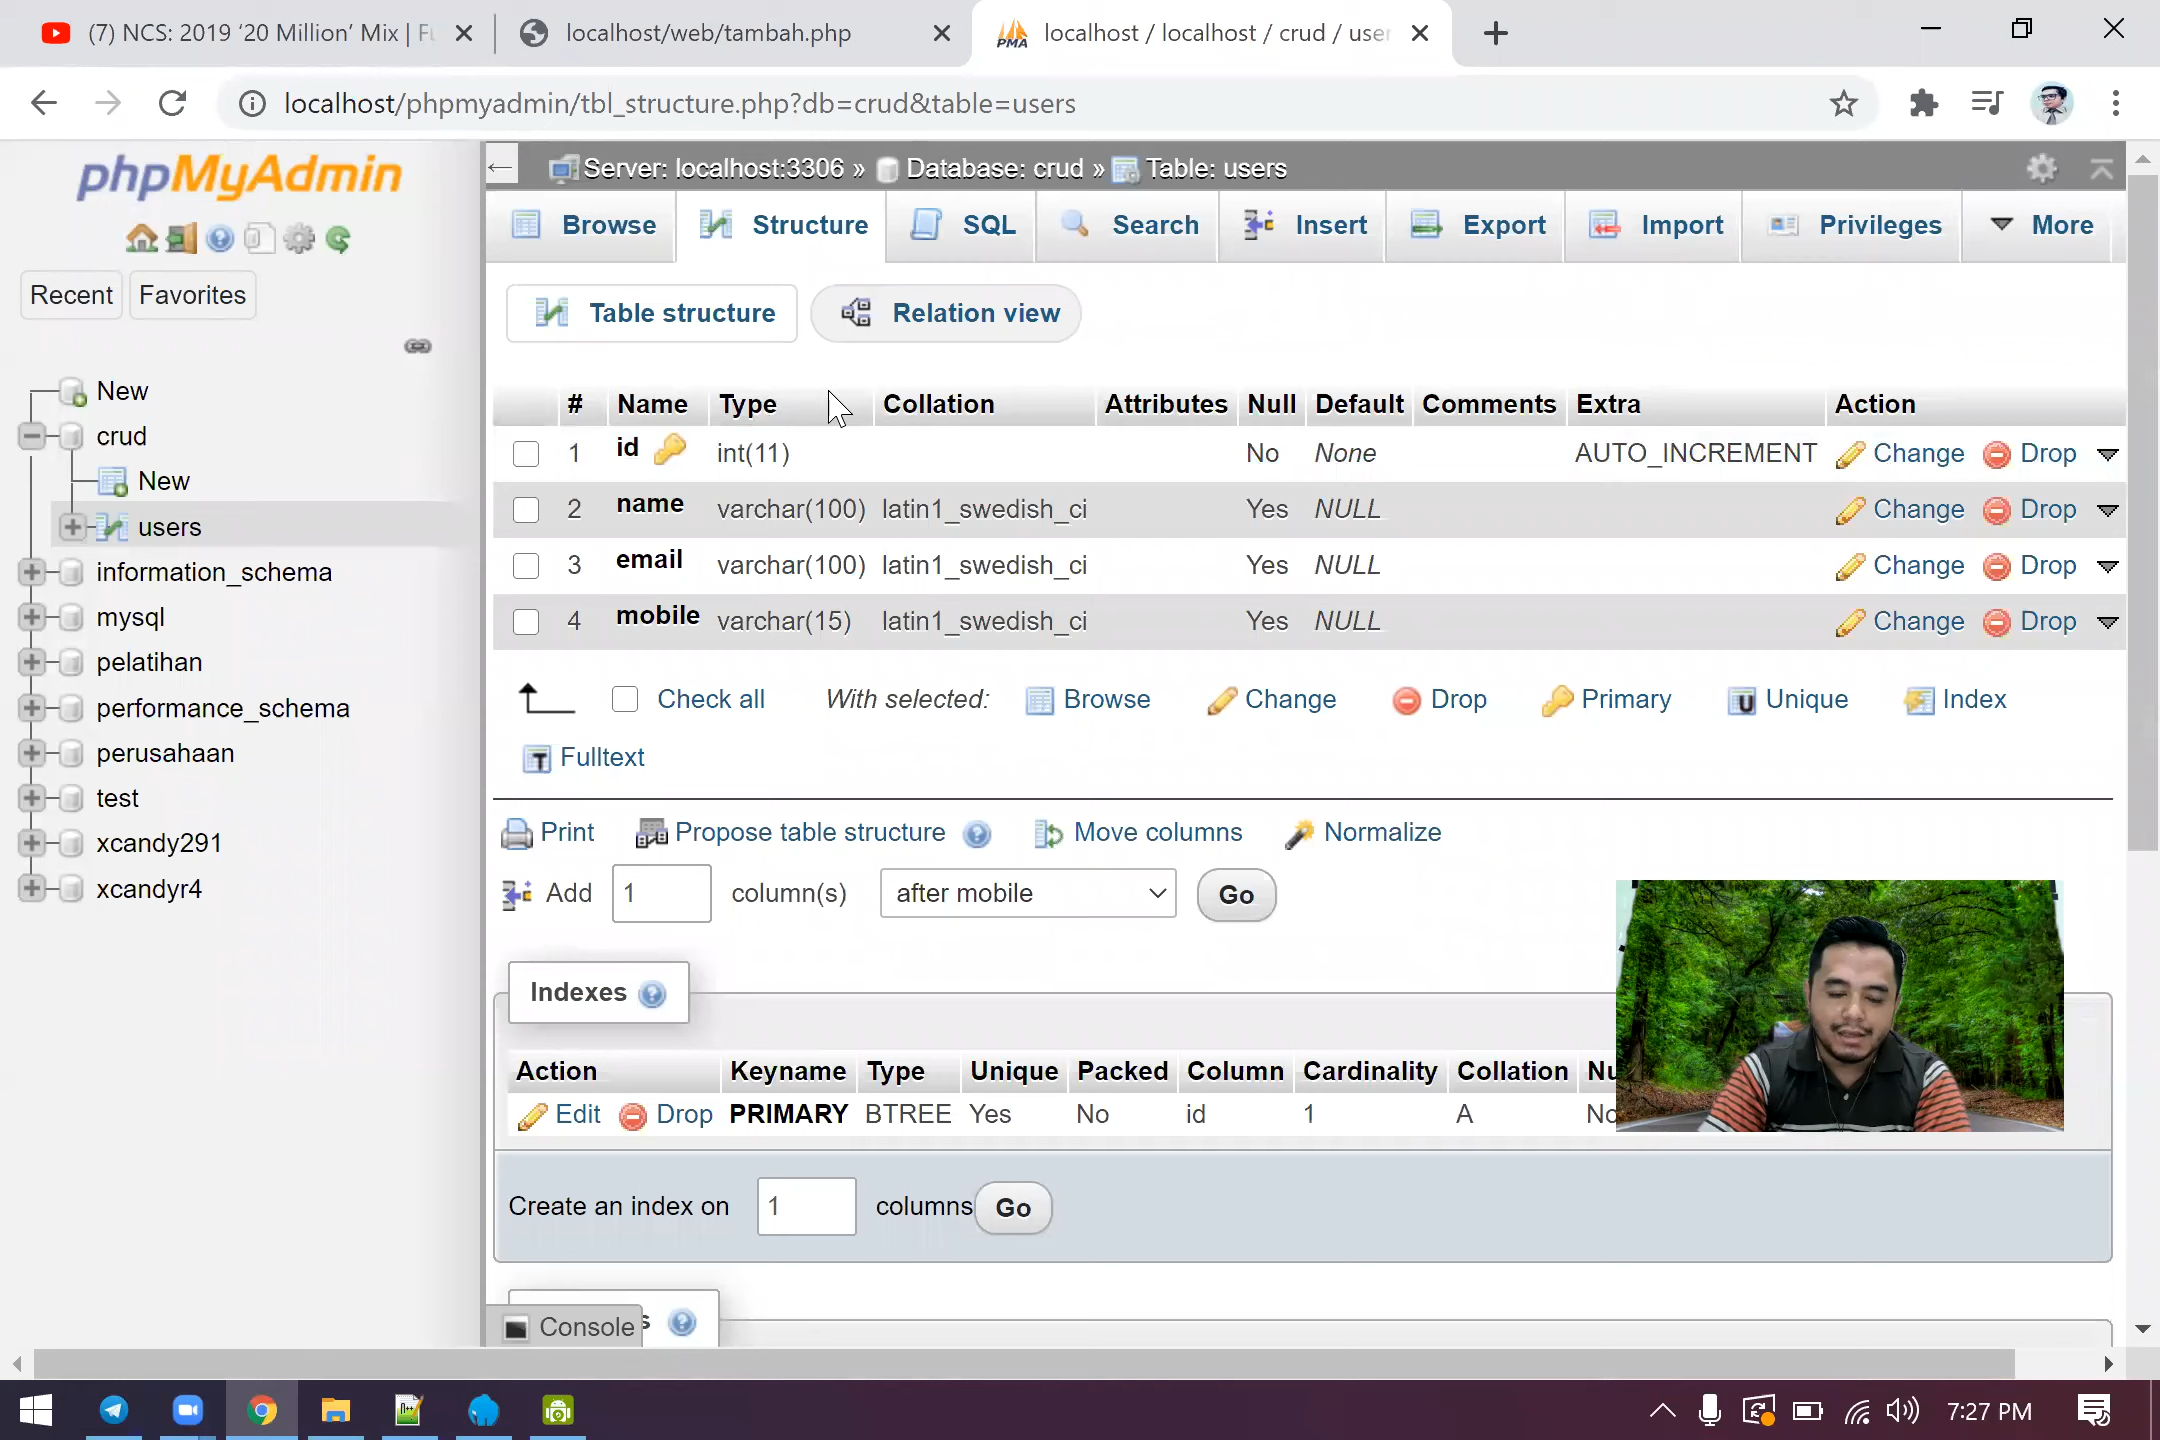 (7) NCS: 2019 ‘20 Million’ Mix | Fu
localhost/web/tambah.php
localhost / localhost / crud / user
localhost/phpmyadmin/tbl_structure.php?db=crud&table=users
phpMyAdmin
Recent
Favorites
New
crud
New
users
information_schema
mysql
pelatihan
performance_schema
perusahaan
test
xcandy291
xcandyr4
Server: localhost:3306 » Database: crud » Table: users
Browse Structure SQL Search Insert Export Import Privileges More
Table structure Relation view
# Name Type Collation Attributes Null Default Comments Extra Action
1 id int(11) No None AUTO_INCREMENT Change Drop
2 name varchar(100) latin1_swedish_ci Yes NULL Change Drop
3 email varchar(100) latin1_swedish_ci Yes NULL Change Drop
4 mobile varchar(15) latin1_swedish_ci Yes NULL Change Drop
Check all With selected: Browse Change Drop Primary Unique Index
Fulltext
Print Propose table structure Move columns Normalize
Add 1 column(s) after mobile Go
Indexes
Action Keyname Type Unique Packed Column Cardinality Collation Nu
Edit Drop PRIMARY BTREE Yes No id 1 A No
Create an index on 1 columns Go
Console s
7:27 PM